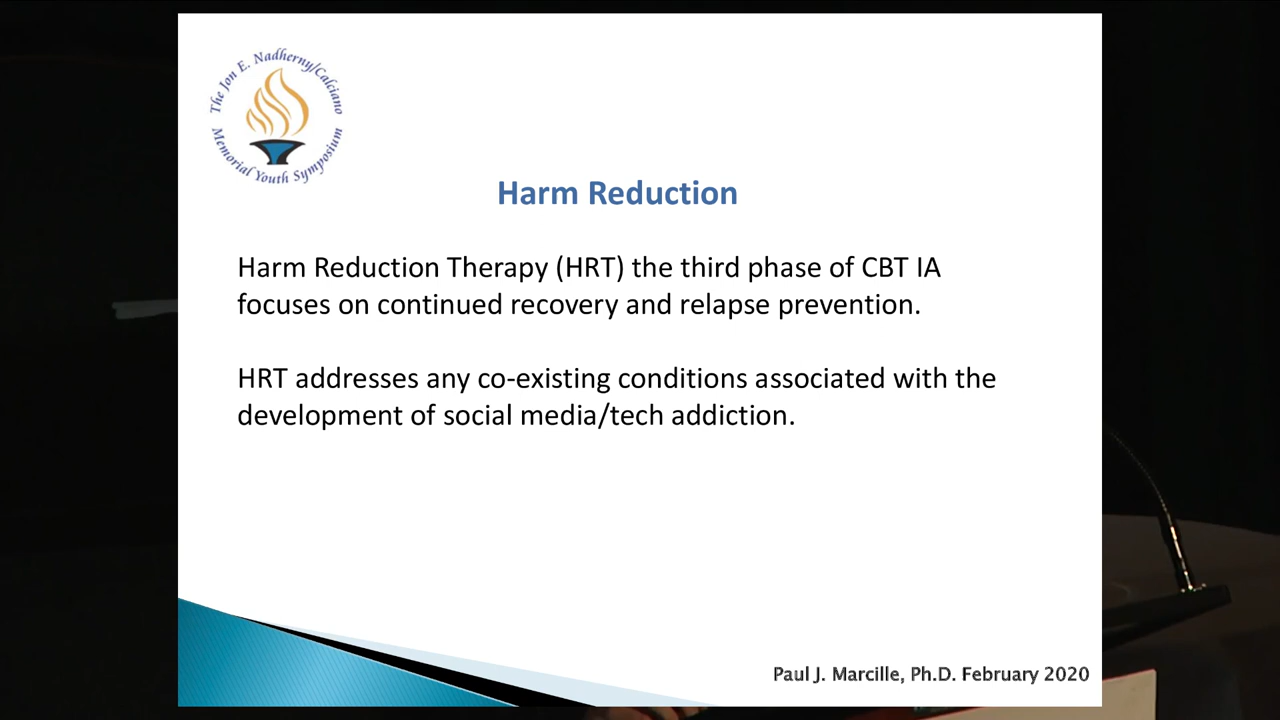 The Jon E. Nadherny/Calciano
Memorial Youth Symposium
Harm Reduction
Harm Reduction Therapy (HRT) the third phase of CBT IA
focuses on continued recovery and relapse prevention.
HRT addresses any co-existing conditions associated with the
development of social media/tech addiction.
Paul J. Marcille, Ph.D. February 2020